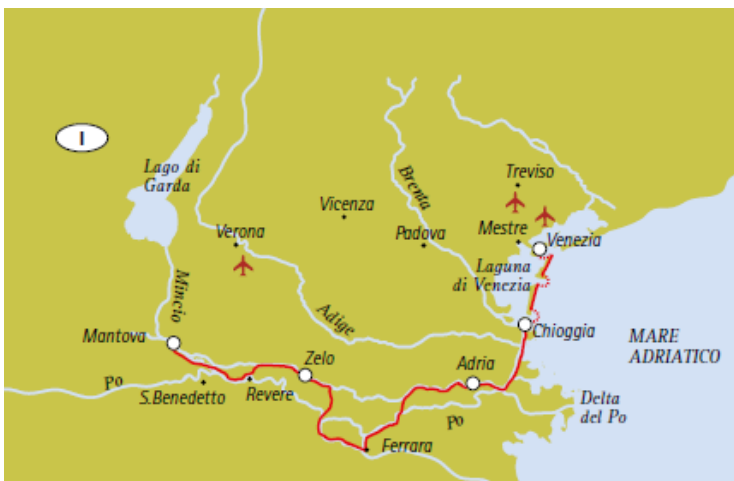 I
Lago di
Garda
Treviso
Brenta
Vicenza
Verona
Padova
Mestre
Venezia
Laguna
di Venezia
Mincio
Adige
Chioggia
Mantova
MARE
ADRIATICO
Zelo
Adria
Po
S.Benedetto
Revere
Po
Delta
del Po
Ferrara